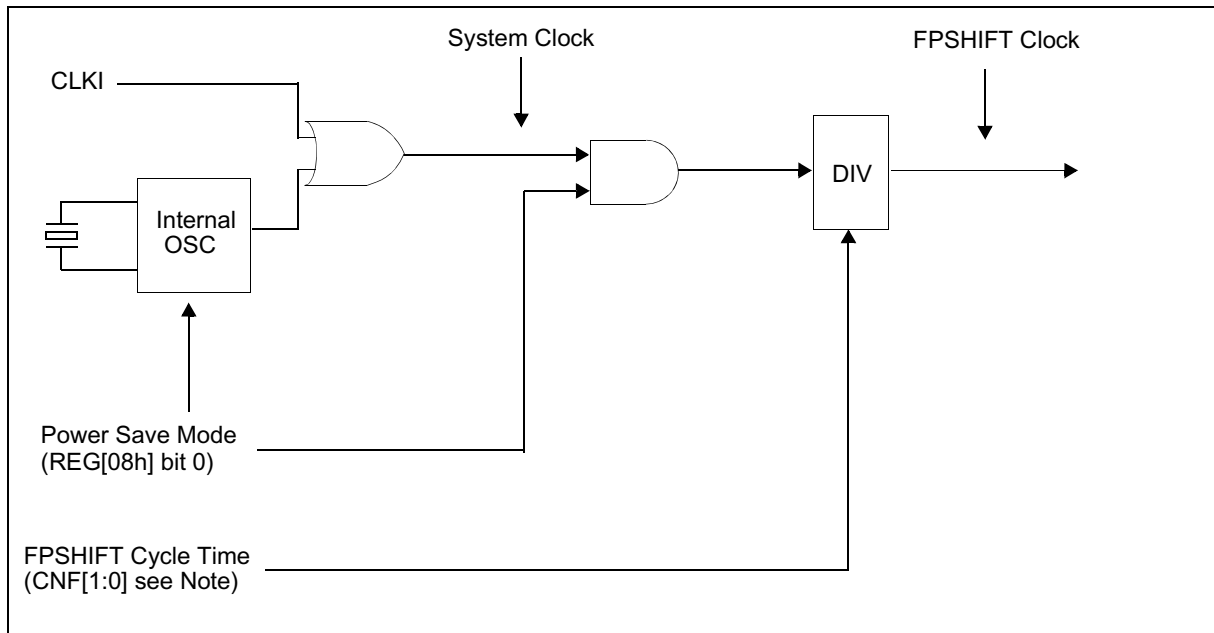 System Clock
FPSHIFT Clock
CLKI
DIV
Internal
OSC
Power Save Mode
(REG[08h] bit 0)
FPSHIFT Cycle Time
(CNF[1:0] see Note)